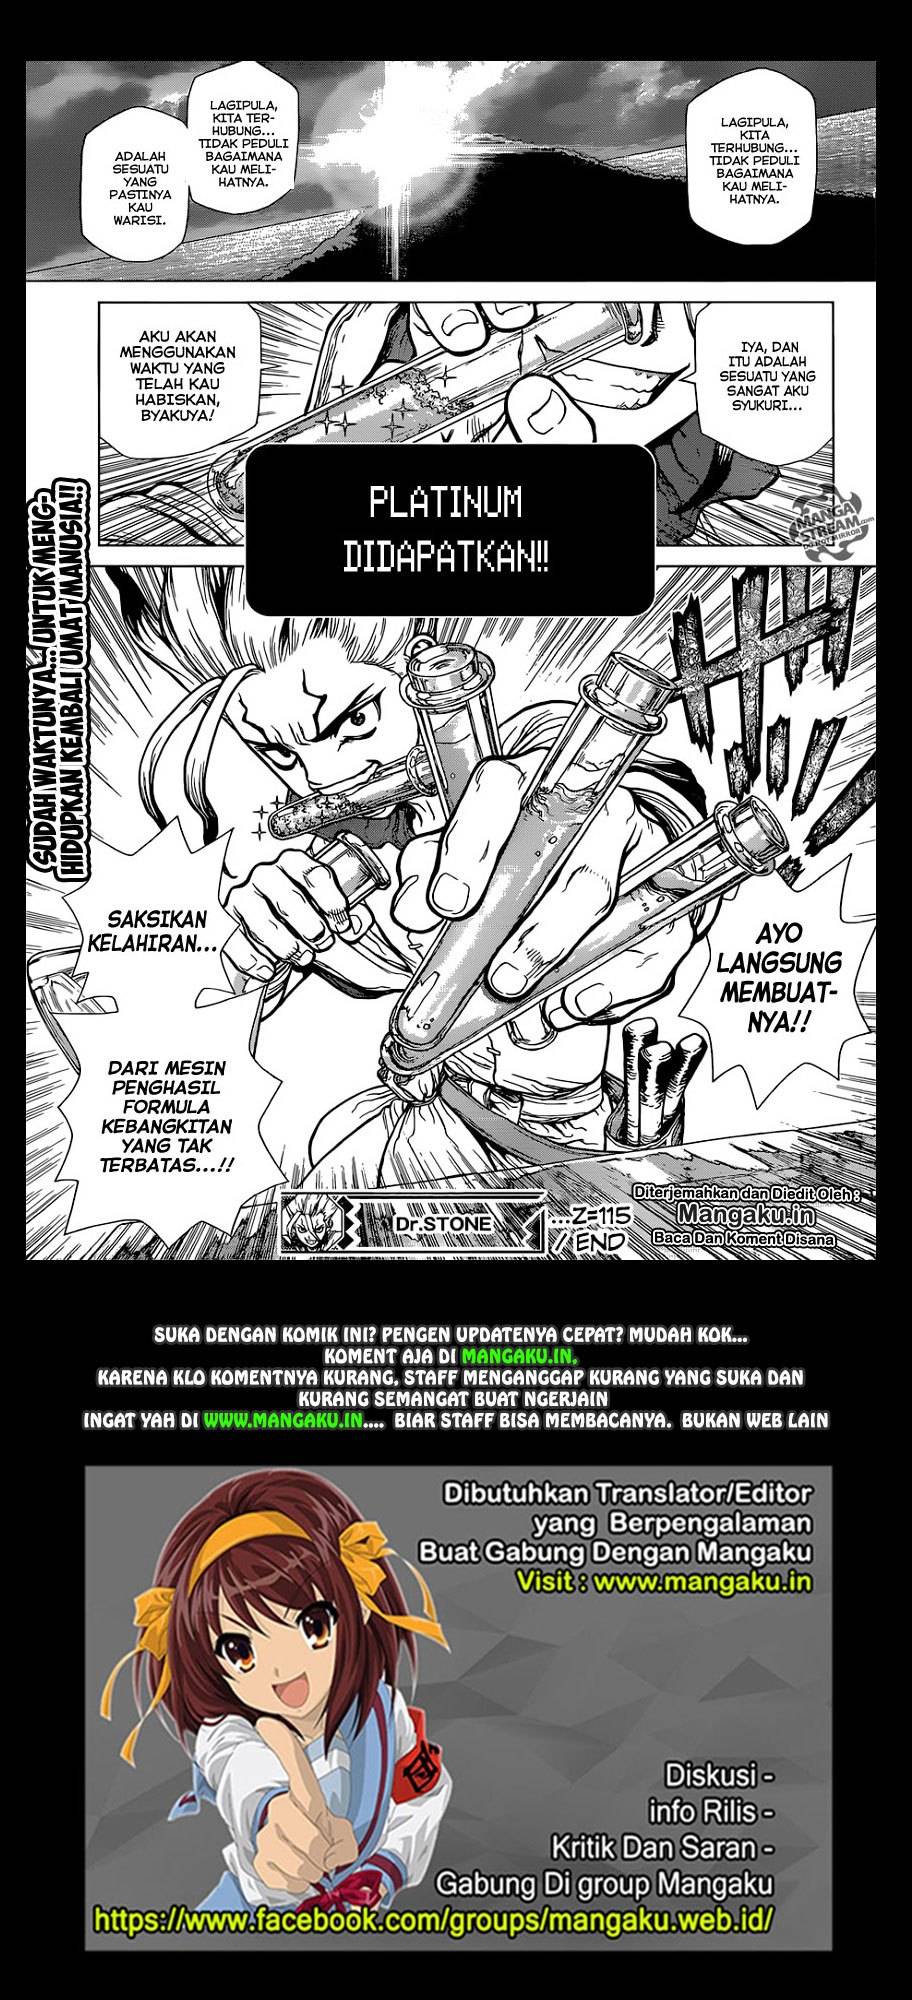 LAGIPULA,
KITA
TERHUBUNG...
TIDAK PEDULI
BAGAIMANA
KAU MELI-
HATNYA.
LAGIPULA,
KITA TER-
HUBUNG...
TIDAK PEDULI
BAGAIMANA
KAU MELI-
HATNYA.
ADALAH
SESUATU
YANG
PASTINYA
KAU
WARISI.
IYA, DAN
ITU ADALAH
SESUATU YANG
SANGAT AKU
SYUKURI...
AKU AKAN
MENGGUNAKAN
WAKTU YANG
TELAH KAU
HABISKAN,
BYAKUYA!
PLATINUM
DIDAPATKAN!!
MANGA
STREAM.com
DO NOT MIRROR
SUDAH WAKTUNYA... UNTUK MENG-
HIDUPKAN KEMBALI UMAT MANUSIA!!
AYO
LANGSUNG
MEMBUAT-
NYA!!
SAKSIKAN
KELAHIRAN...
DARI MESIN
PENGHASIL
FORMULA
KEBANGKITAN
YANG TAK
TERBATAS...!!
Dr.STONE
...Z=115
/ END
Diterjemahkan dan Diedit Oleh :
Mangaku.in
Baca Dan Koment Disana
SUKA DENGAN KOMIK INI? PENGEN UPDATENYA CEPAT? MUDAH KOK...
KOMENT AJA DI MANGAKU.IN,
KARENA KLO KOMENTNYA KURANG, STAFF MENGANGGAP KURANG YANG SUKA DAN
KURANG SEMANGAT BUAT NGERJAIN
INGAT YAH DI WWW.MANGAKU.IN.... BIAR STAFF BISA MEMBACANYA. BUKAN WEB LAIN
Dibutuhkan Translator/Editor
yang Berpengalaman
Buat Gabung Dengan Mangaku
Visit : www.mangaku.in
Diskusi -
info Rilis -
Kritik Dan Saran -
Gabung Di group Mangaku
https://www.facebook.com/groups/mangaku.web.id/